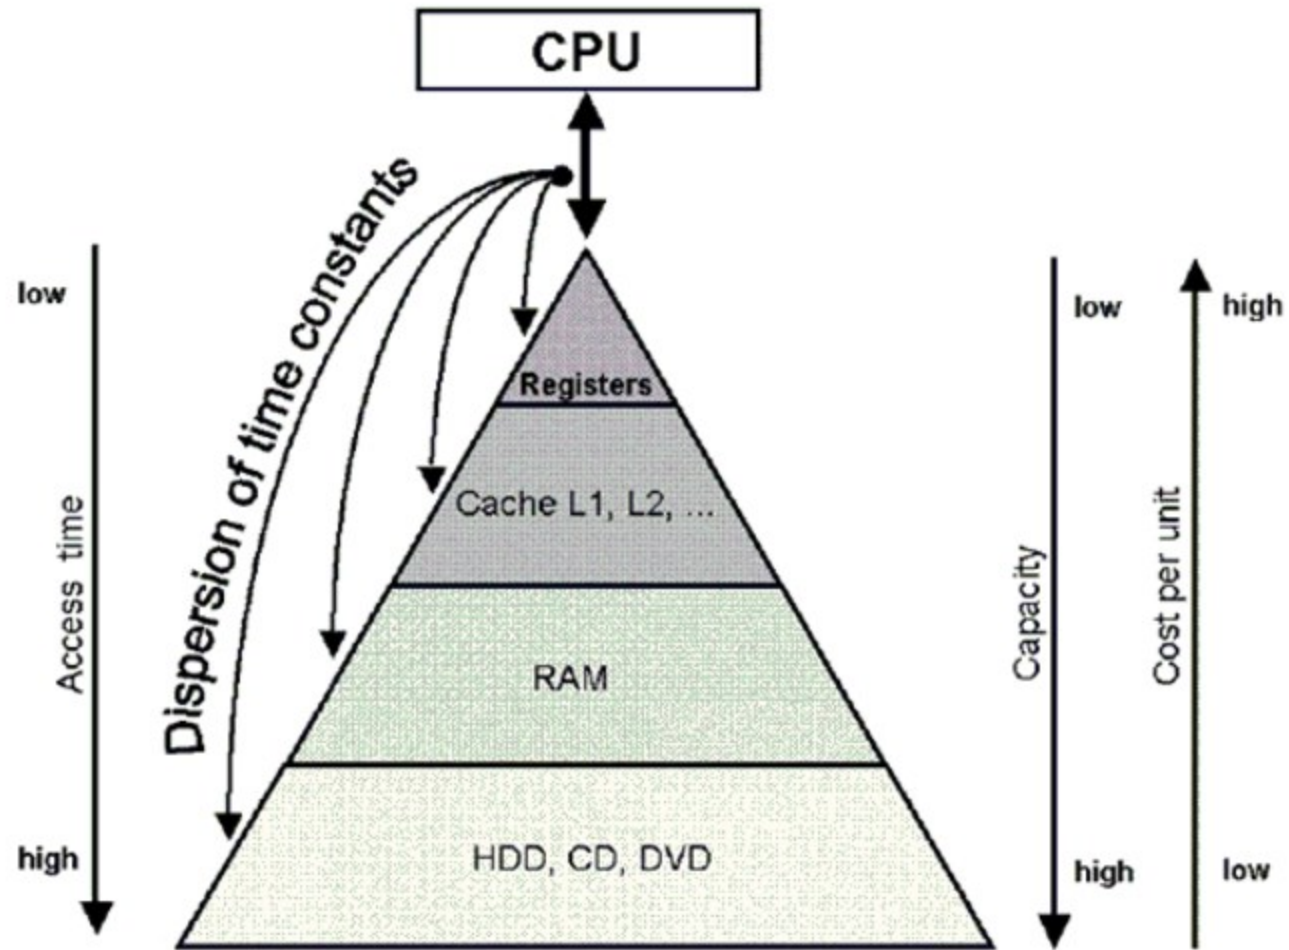 CPU
Dispersion of time constants
low
Access time
high
Registers
Cache L1, L2, ...
RAM
HDD, CD, DVD
low
Capacity
high
high
Cost per unit
low